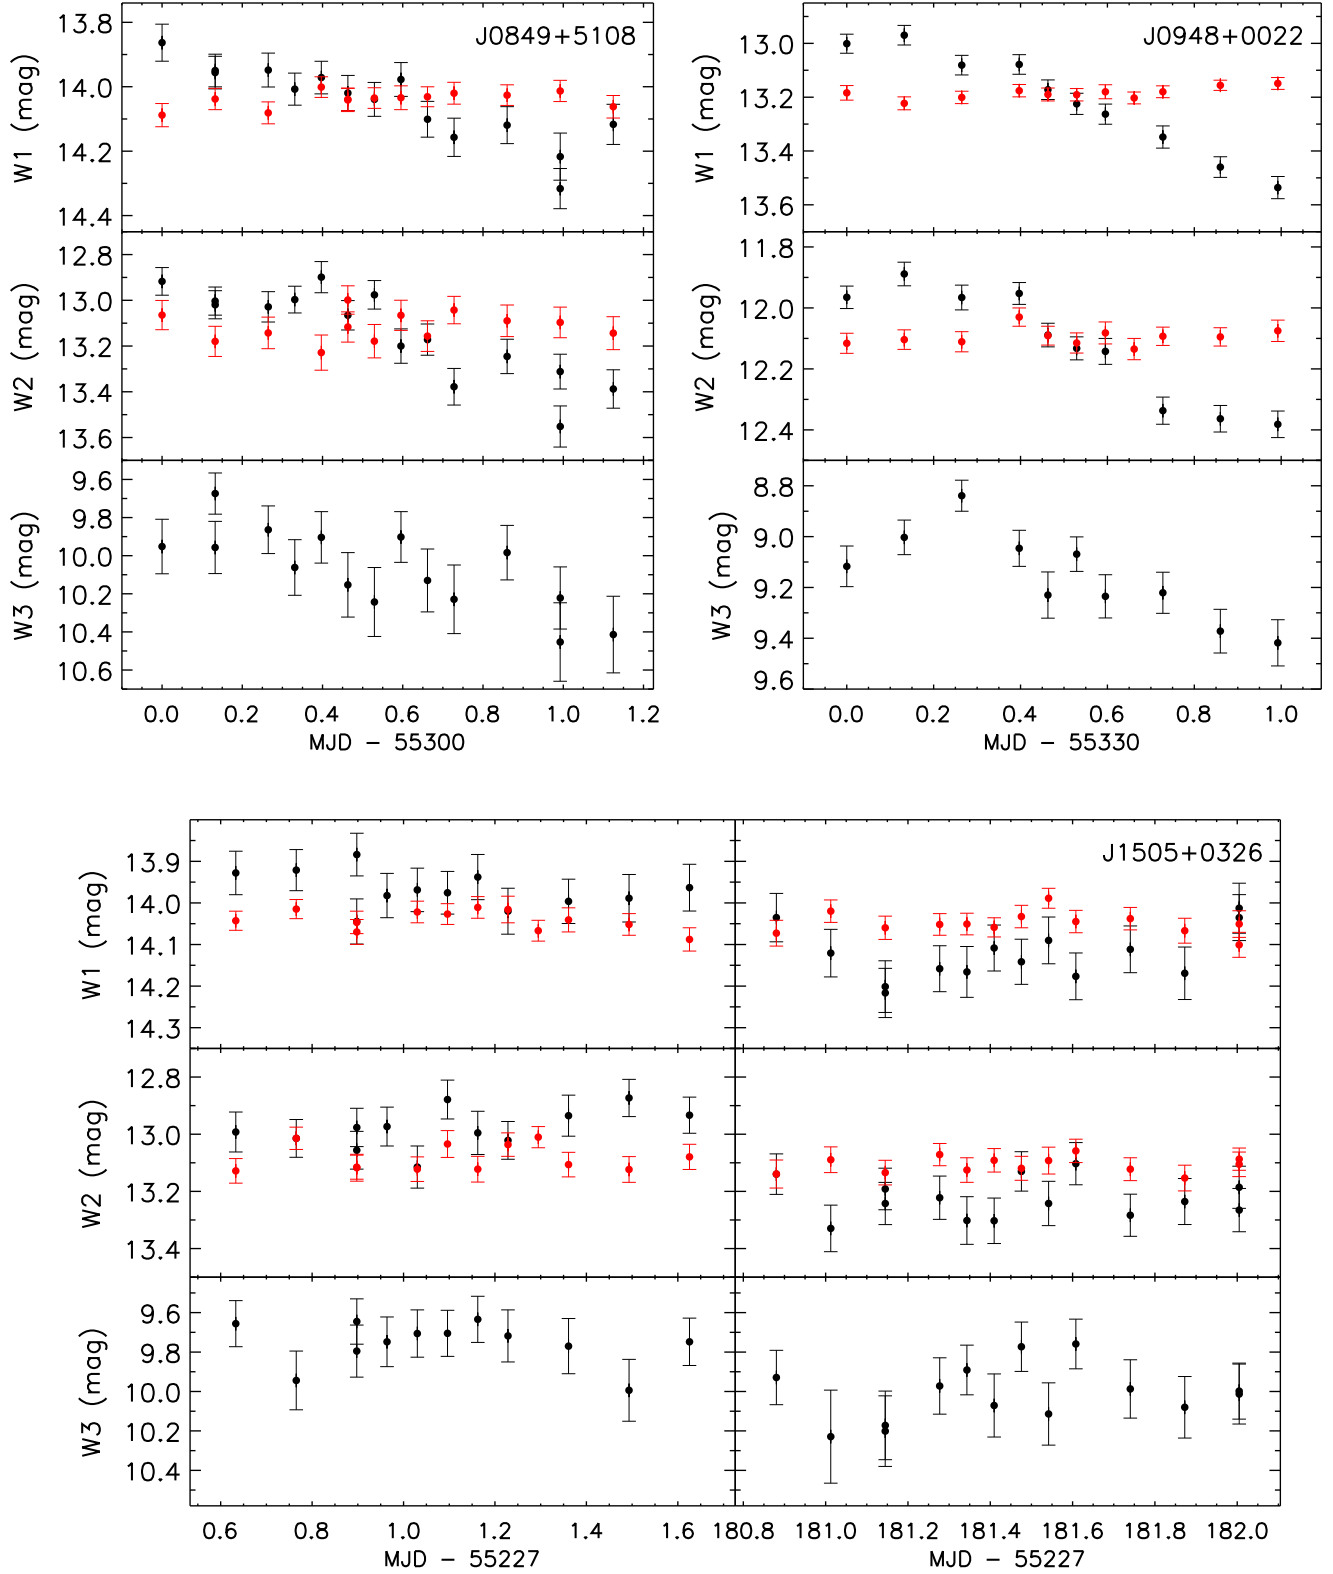 J0849+5108
W1 (mag)
13.8
14.0
14.2
14.4
W2 (mag)
12.8
13.0
13.2
13.4
13.6
W3 (mag)
9.6
9.8
10.0
10.2
10.4
10.6
0.0 0.2 0.4 0.6 0.8 1.0 1.2
MJD − 55300
J0948+0022
W1 (mag)
13.0
13.2
13.4
13.6
W2 (mag)
11.8
12.0
12.2
12.4
W3 (mag)
8.8
9.0
9.2
9.4
9.6
0.0 0.2 0.4 0.6 0.8 1.0
MJD − 55330
J1505+0326
W1 (mag)
13.9
14.0
14.1
14.2
14.3
W2 (mag)
12.8
13.0
13.2
13.4
W3 (mag)
9.6
9.8
10.0
10.2
10.4
0.6 0.8 1.0 1.2 1.4 1.6
MJD − 55227
180.8 181.0 181.2 181.4 181.6 181.8 182.0
MJD − 55227